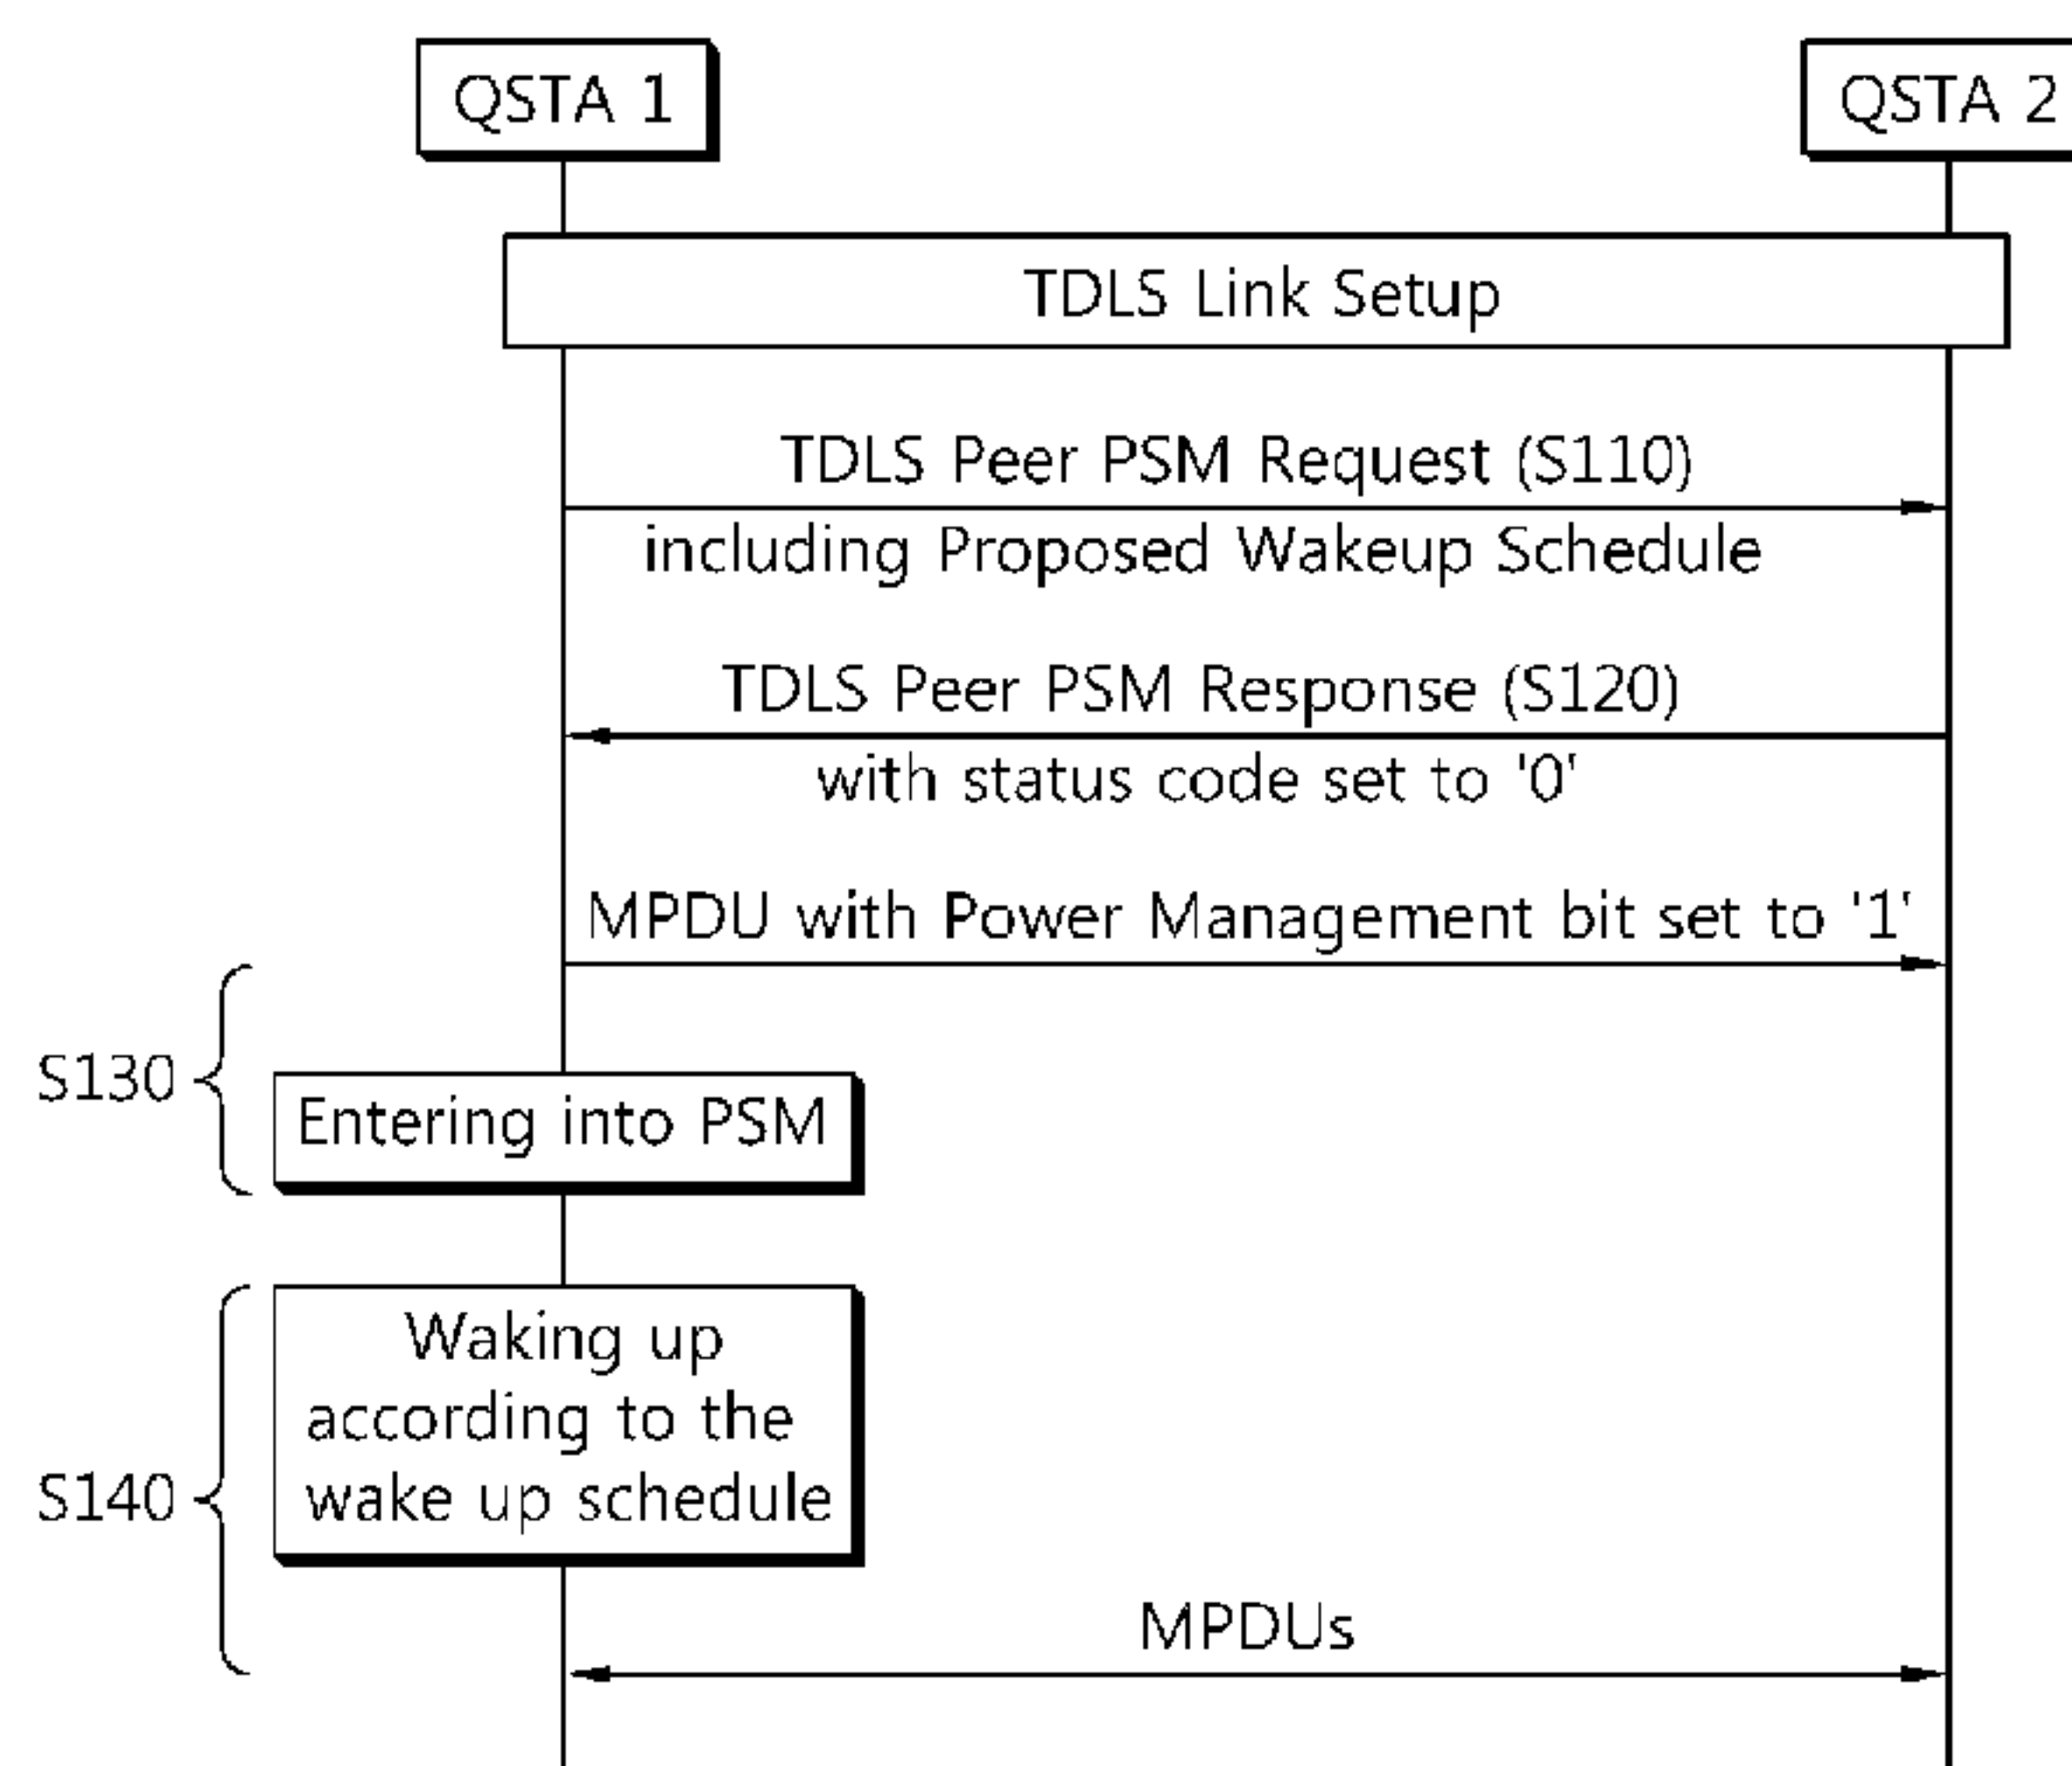 QSTA 1
QSTA 2
TDLS Link Setup
TDLS Peer PSM Request (S110)
including Proposed Wakeup Schedule
TDLS Peer PSM Response (S120)
with status code set to '0'
MPDU with Power Management bit set to '1'
S130
Entering into PSM
Waking up
according to the
wake up schedule
S140
MPDUs